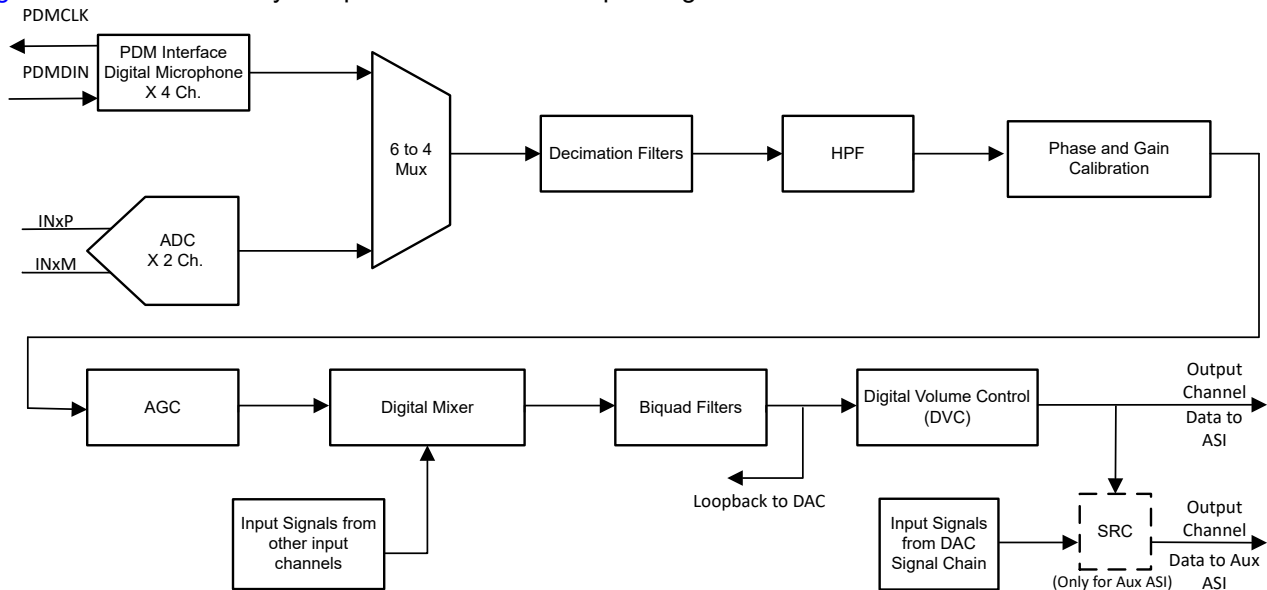 PDMCLK
PDM Interface
Digital Microphone
X 4 Ch.
PDMDIN
6 to 4
Mux
Decimation Filters
HPF
Phase and Gain
Calibration
INxP
ADC
X 2 Ch.
INxM
AGC
Digital Mixer
Biquad Filters
Digital Volume Control
(DVC)
Output
Channel
Data to
ASI
Loopback to DAC
Input Signals from
other input
channels
Input Signals
from DAC
Signal Chain
SRC
(Only for Aux ASI)
Output
Channel
Data to Aux
ASI